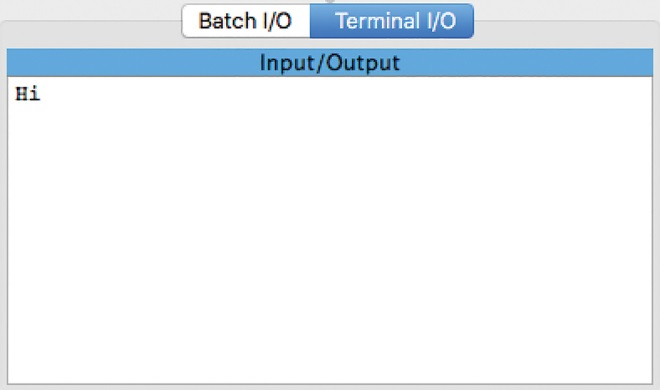 Batch I/O Terminal I/O
Input/Output
Hi